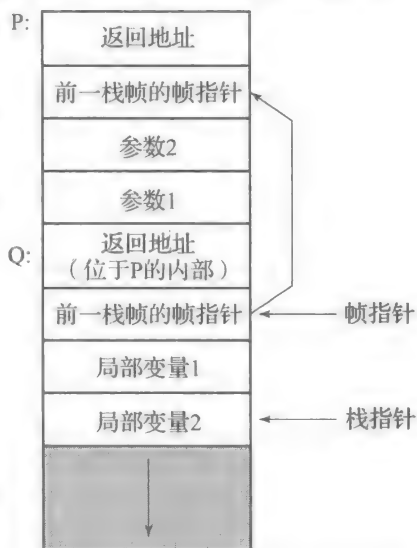 P:
返回地址
前一栈帧的帧指针
参数2
参数1
Q:
返回地址
(位于P的内部)
前一栈帧的帧指针
帧指针
局部变量1
局部变量2
栈指针